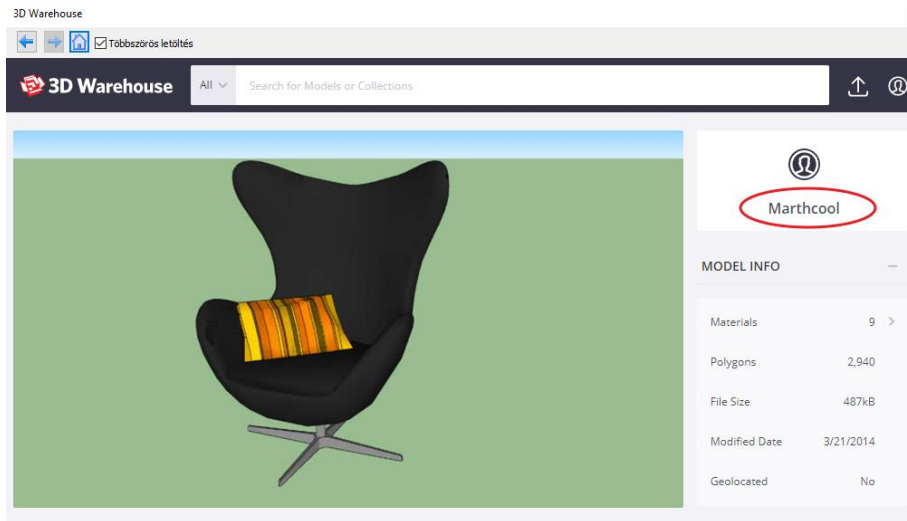 3D Warehouse
Többszörös letöltés
3D Warehouse
All
Search for Models or Collections
Marthcool
MODEL INFO
Materials 9
Polygons 2,940
File Size 487kB
Modified Date 3/21/2014
Geolocated No